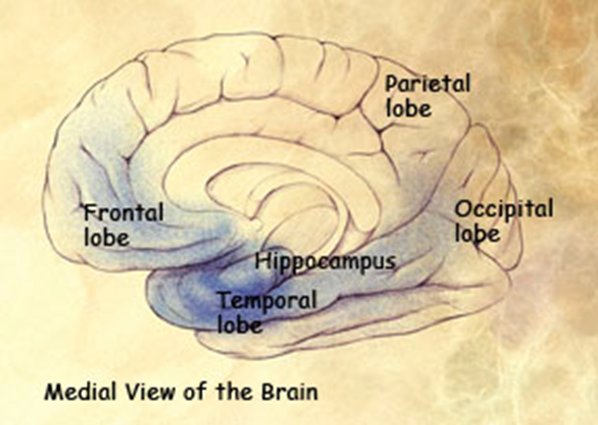 Parietal
lobe
Frontal
lobe
Occipital
lobe
Hippocampus
Temporal
lobe
Medial View of the Brain